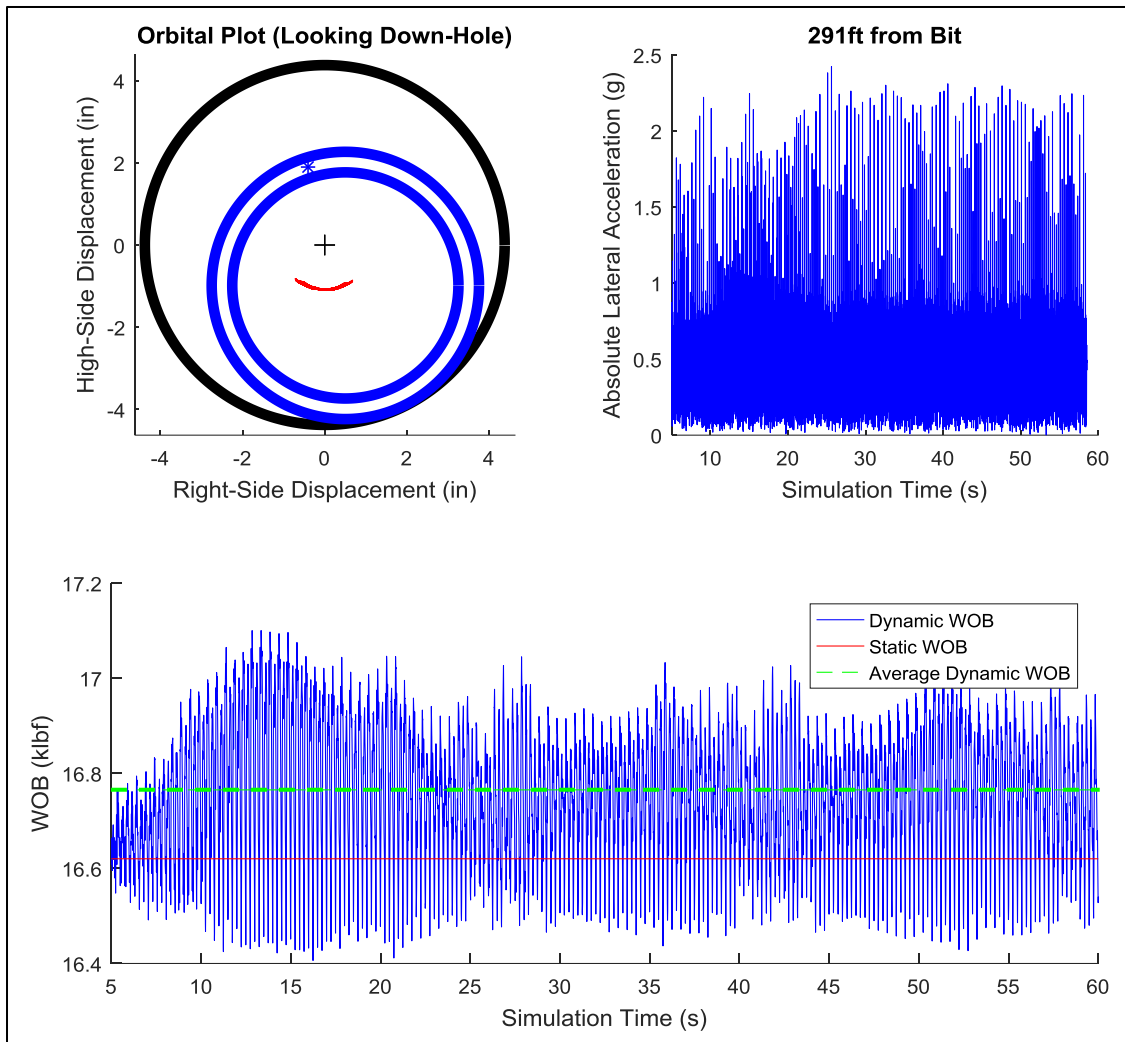 Orbital Plot (Looking Down-Hole)
High-Side Displacement (in)
4
2
0
-2
-4
-4 -2 0 2 4
Right-Side Displacement (in)
291ft from Bit
Absolute Lateral Acceleration (g)
2.5
2
1.5
1
0.5
0
10 20 30 40 50 60
Simulation Time (s)
WOB (klbf)
17.2
17
16.8
16.6
16.4
Dynamic WOB
Static WOB
Average Dynamic WOB
5 10 15 20 25 30 35 40 45 50 55 60
Simulation Time (s)